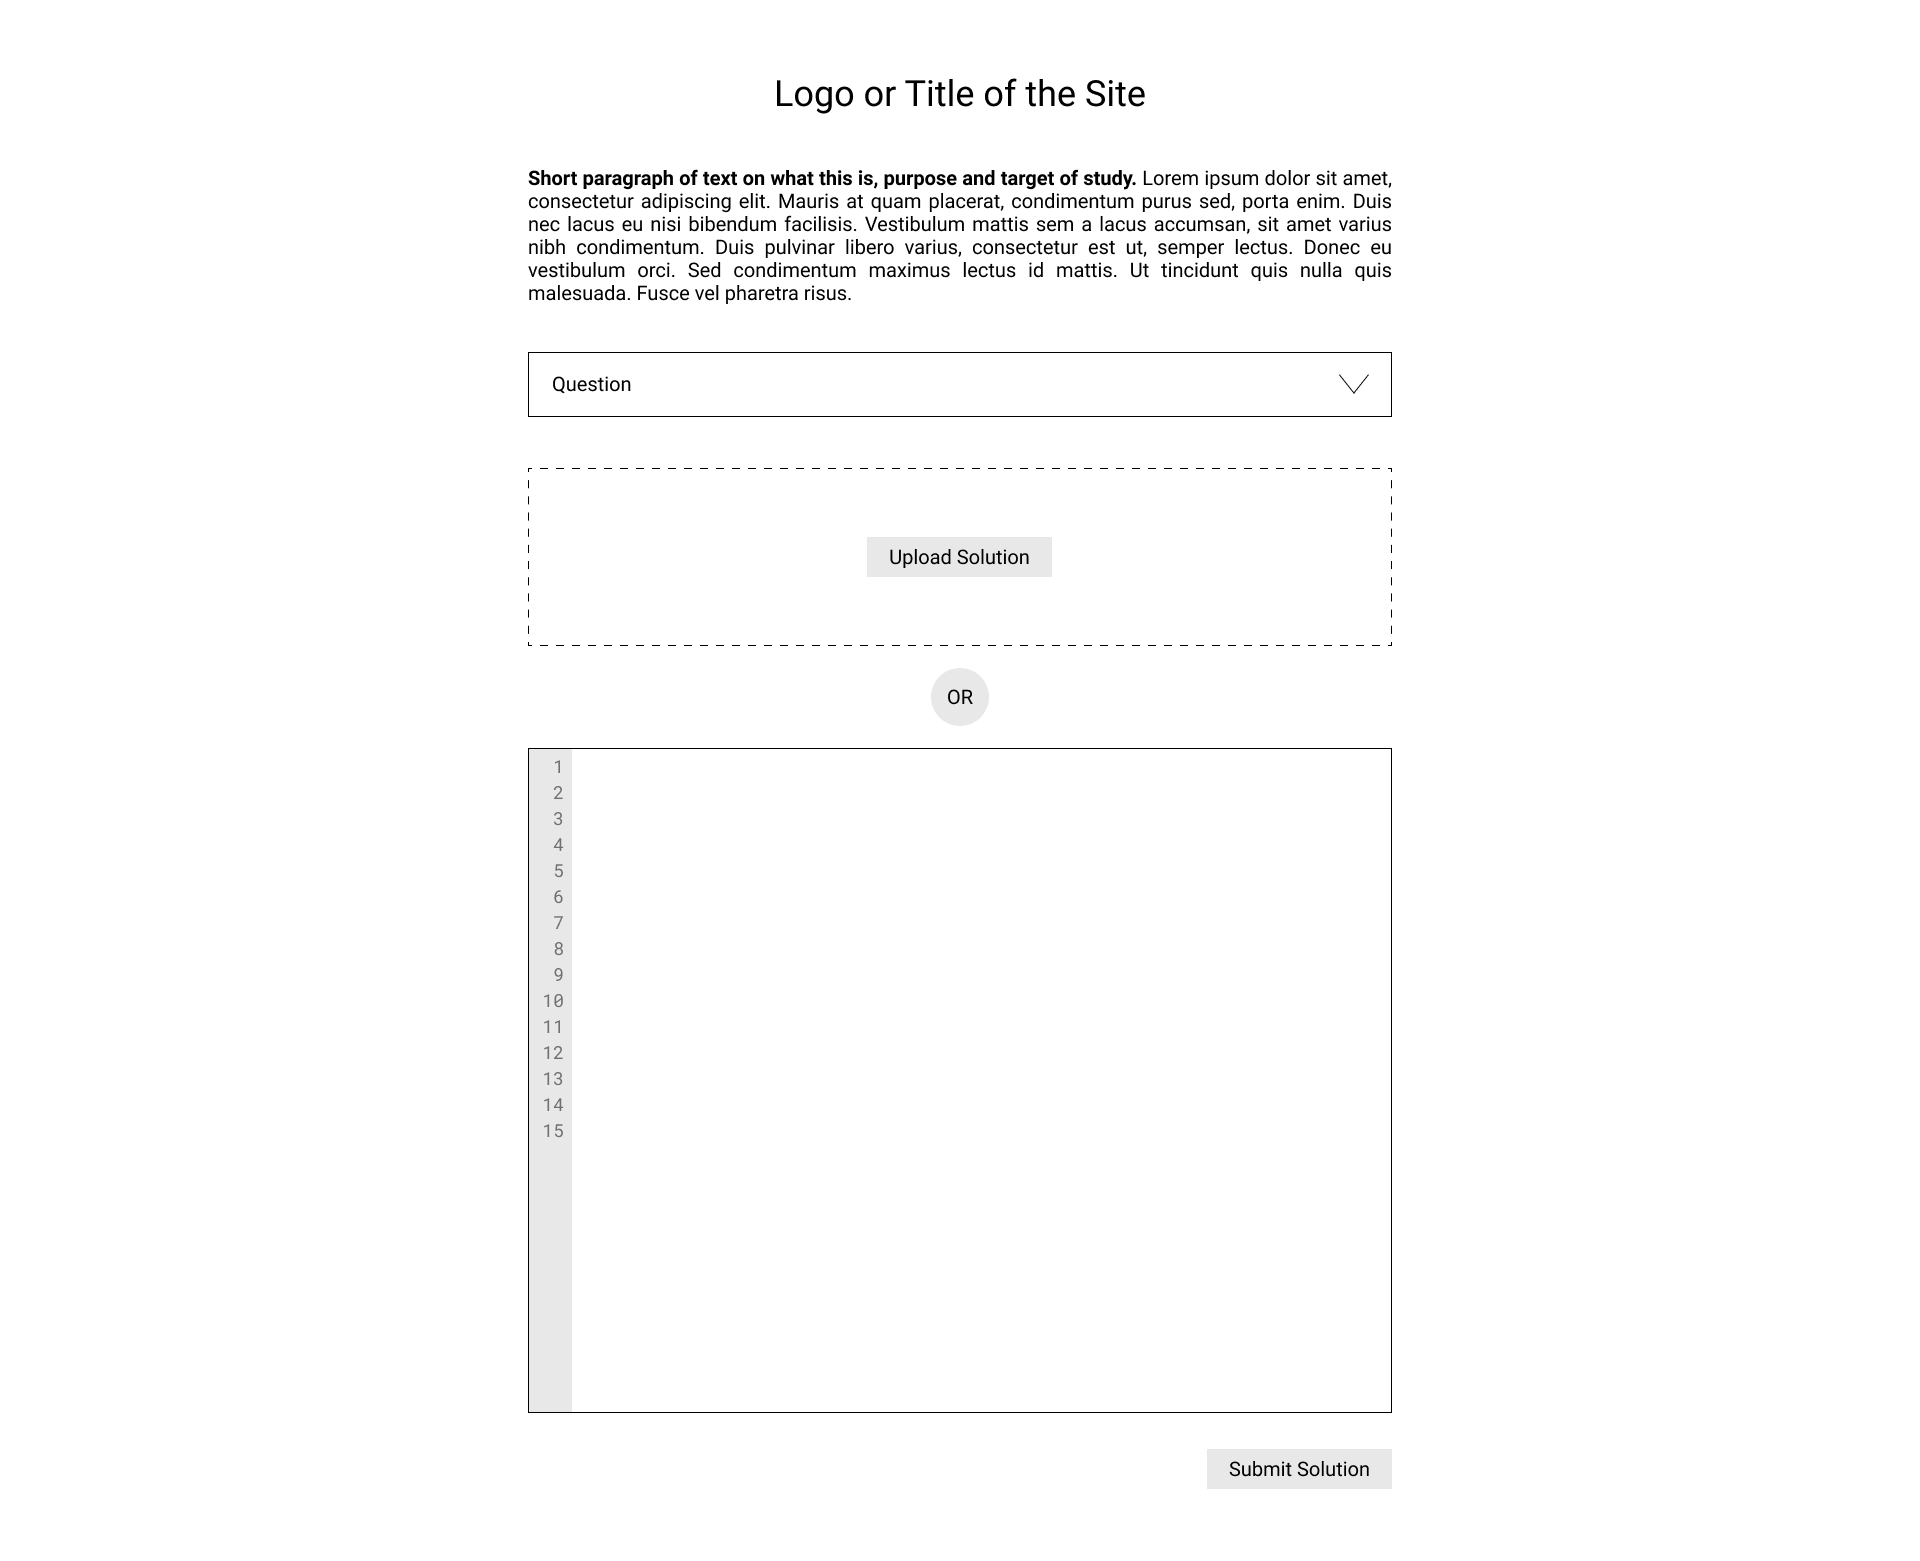 Logo or Title of the Site
Short paragraph of text on what this is, purpose and target of study. Lorem ipsum dolor sit amet,
consectetur adipiscing elit. Mauris at quam placerat, condimentum purus sed, porta enim. Duis
nec lacus eu nisi bibendum facilisis. Vestibulum mattis sem a lacus accumsan, sit amet varius
nibh condimentum. Duis pulvinar libero varius, consectetur est ut, semper lectus. Donec eu
vestibulum orci. Sed condimentum maximus lectus id mattis. Ut tincidunt quis nulla quis
malesuada. Fusce vel pharetra risus.
Question
Upload Solution
OR
1
2
3
4
5
6
7
8
9
10
11
12
13
14
15
Submit Solution